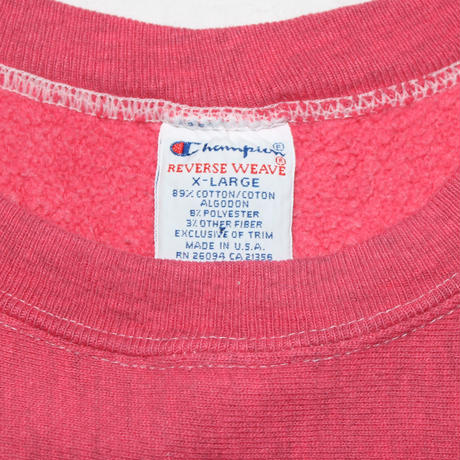 Champion®
REVERSE WEAVE®
X-LARGE
89% COTTON/COTON
ALGODON
8% POLYESTER
3% OTHER FIBER
EXCLUSIVE OF TRIM
MADE IN U.S.A.
RN 26094 CA 21356